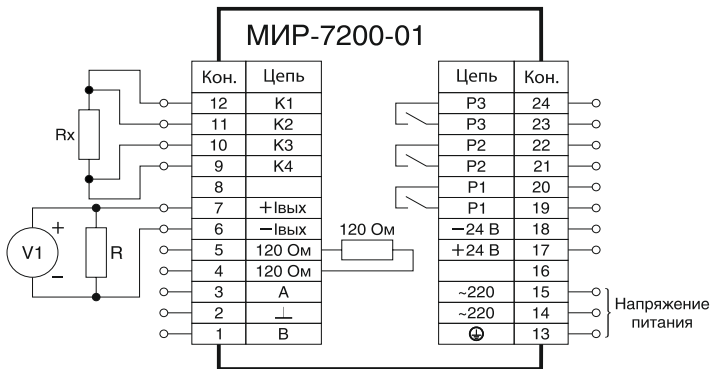 МИР-7200-01
Кон. Цепь
12 K1
11 K2
10 K3
9 K4
8
7 +Iвых
6 −Iвых
5 120 Ом
4 120 Ом
3 A
2 ⊥
1 B
Rx
V1
+
−
R
120 Ом
Цепь Кон.
P3 24
P3 23
P2 22
P2 21
P1 20
P1 19
−24 В 18
+24 В 17
16
~220 15
~220 14
13
Напряжение
питания